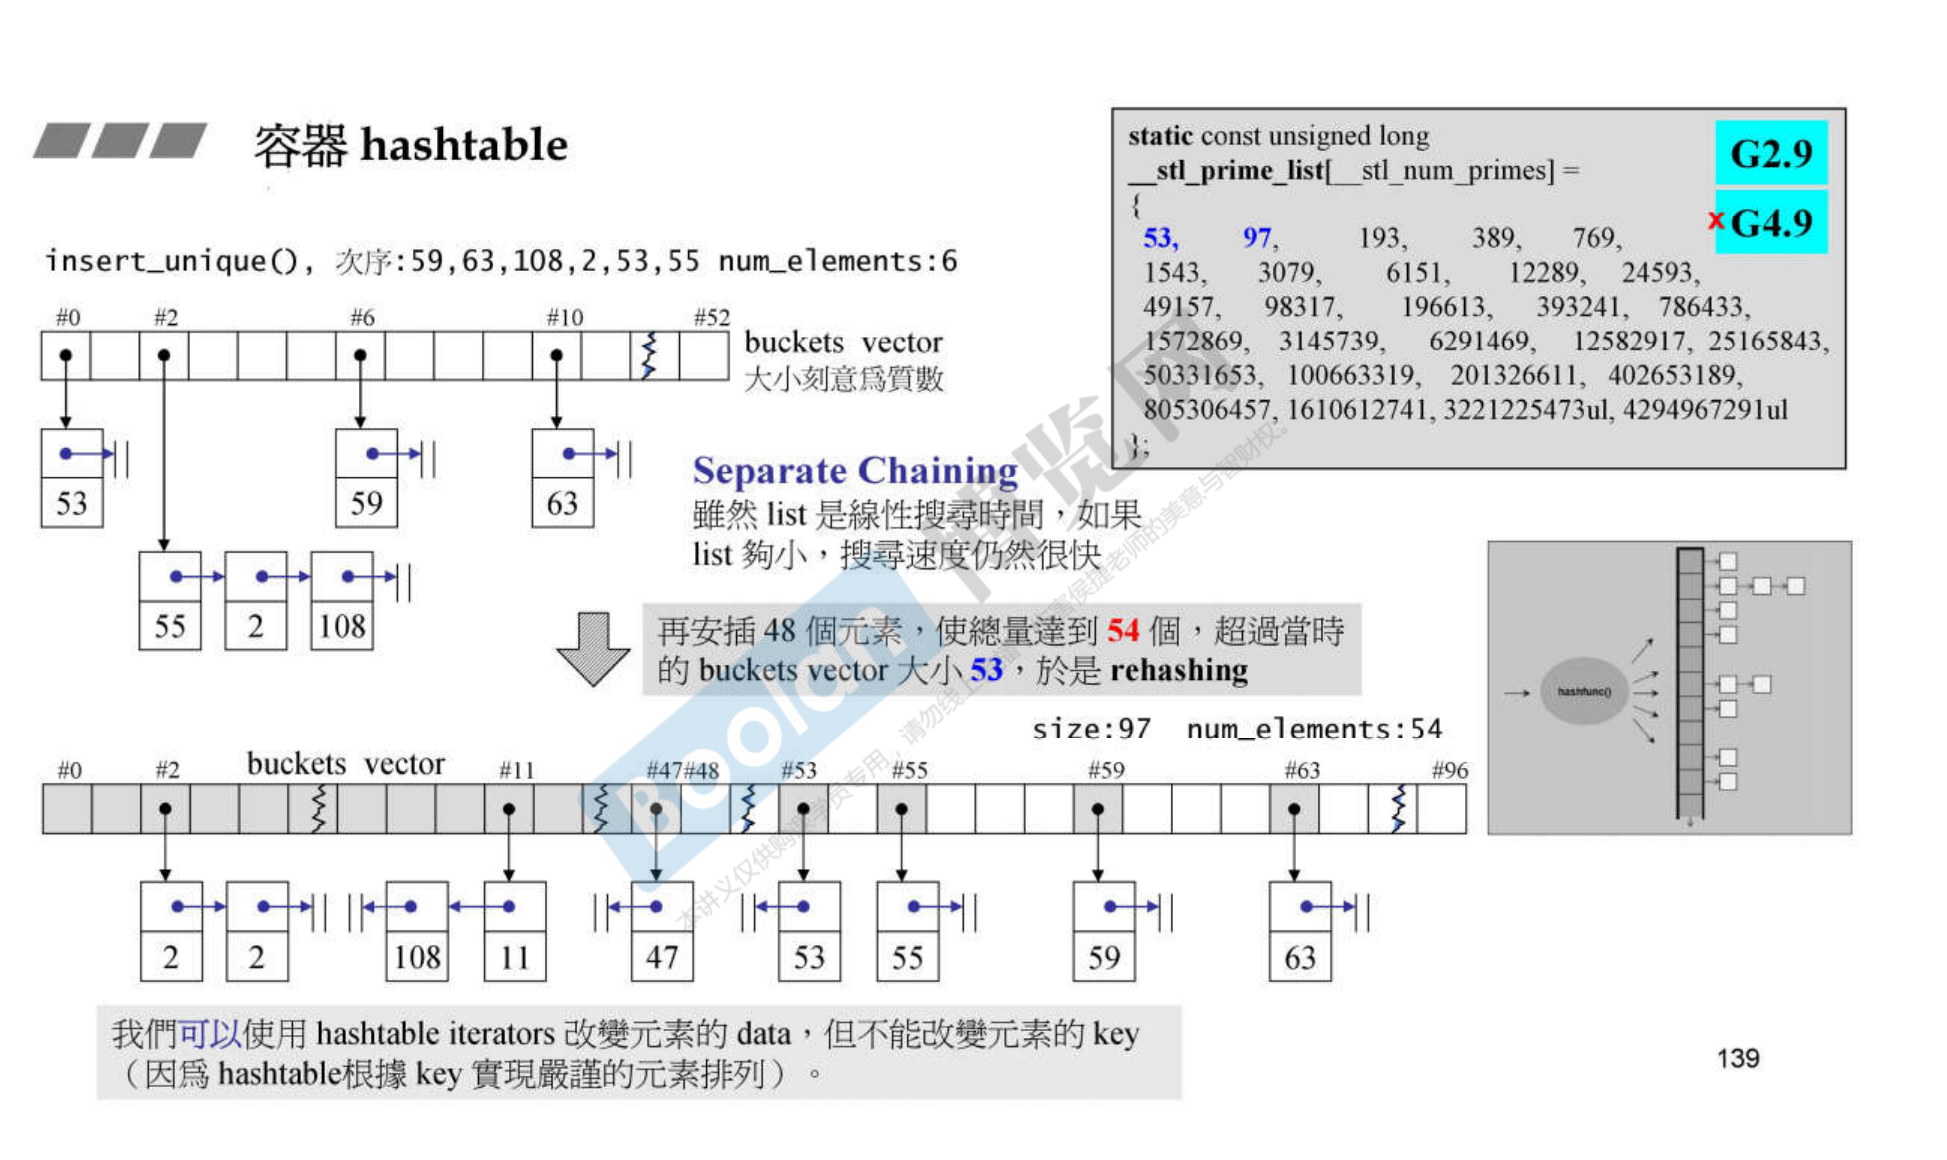 容器 hashtable
insert_unique(), 次序:59,63,108,2,53,55 num_elements:6
#0 #2 #6 #10 #52
buckets vector
大小刻意為質數
53 59 63
55 2 108
Separate Chaining
雖然 list 是線性搜尋時間，如果
list 夠小，搜尋速度仍然很快
再安插 48 個元素，使總量達到 54 個，超過當時
的 buckets vector 大小 53，於是 rehashing
size:97 num_elements:54
buckets vector
#0 #2 #11 #47#48 #53 #55 #59 #63 #96
2 2 108 11 47 53 55 59 63
我們可以使用 hashtable iterators 改變元素的 data，但不能改變元素的 key
（因為 hashtable根據 key 實現嚴謹的元素排列）。
static const unsigned long
__stl_prime_list[__stl_num_primes] =
{
53, 97, 193, 389, 769,
1543, 3079, 6151, 12289, 24593,
49157, 98317, 196613, 393241, 786433,
1572869, 3145739, 6291469, 12582917, 25165843,
50331653, 100663319, 201326611, 402653189,
805306457, 1610612741, 3221225473ul, 4294967291ul
};
G2.9
x G4.9
hashfunc()
139
Boolan
博览网